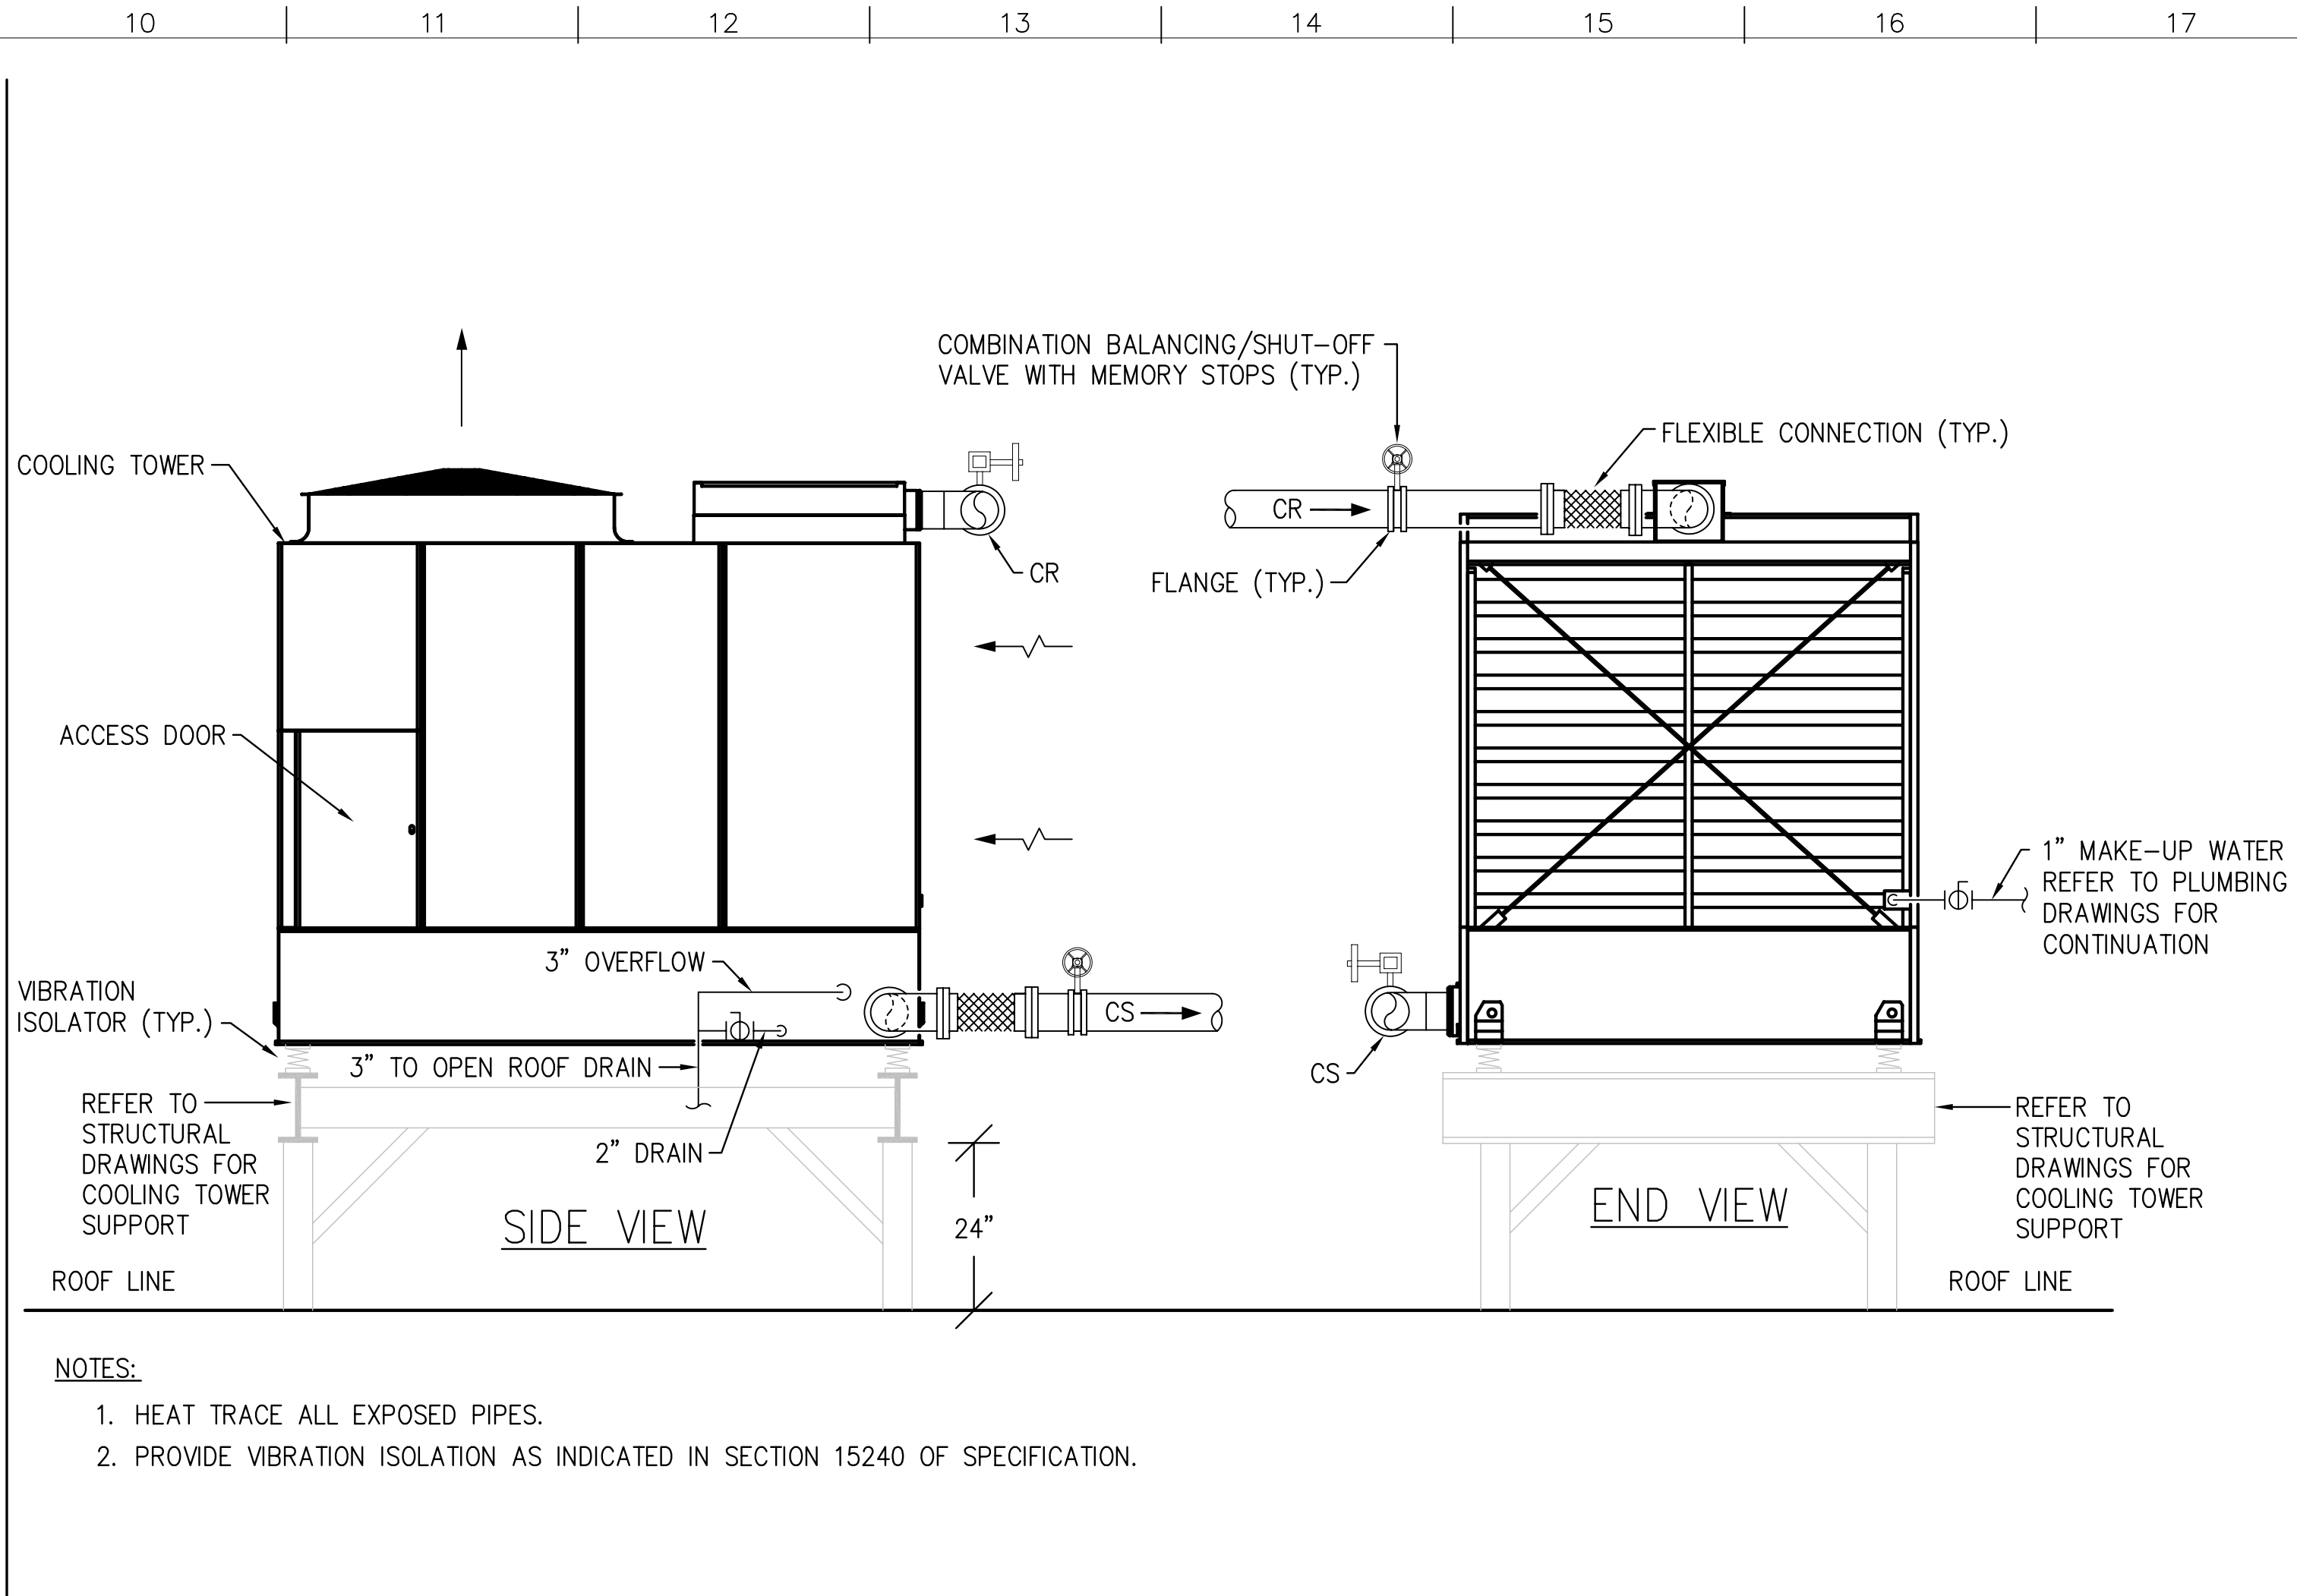 10 11 12 13 14 15 16 17
COMBINATION BALANCING/SHUT-OFF
VALVE WITH MEMORY STOPS (TYP.)
FLEXIBLE CONNECTION (TYP.)
COOLING TOWER
CR
CR
FLANGE (TYP.)
ACCESS DOOR
1” MAKE-UP WATER
REFER TO PLUMBING
DRAWINGS FOR
CONTINUATION
3” OVERFLOW
VIBRATION
ISOLATOR (TYP.)
CS
3” TO OPEN ROOF DRAIN
CS
REFER TO
STRUCTURAL
DRAWINGS FOR
COOLING TOWER
SUPPORT
2” DRAIN
REFER TO
STRUCTURAL
DRAWINGS FOR
COOLING TOWER
SUPPORT
SIDE VIEW
24”
END VIEW
ROOF LINE
ROOF LINE
NOTES:
1. HEAT TRACE ALL EXPOSED PIPES.
2. PROVIDE VIBRATION ISOLATION AS INDICATED IN SECTION 15240 OF SPECIFICATION.